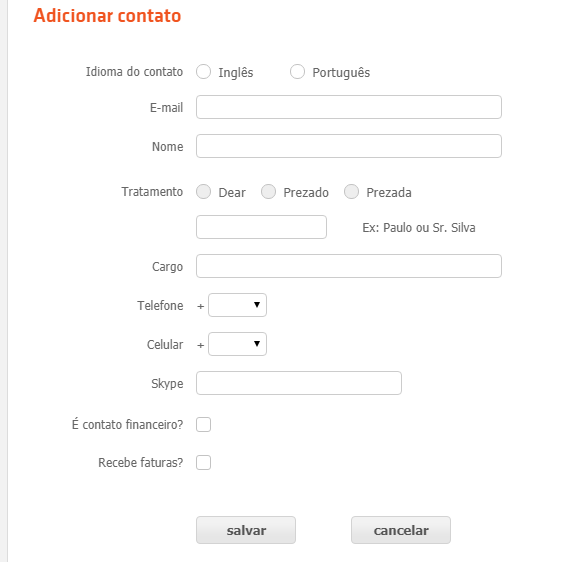 Adicionar contato
Idioma do contato Inglês Português
E-mail
Nome
Tratamento Dear Prezado Prezada
Ex: Paulo ou Sr. Silva
Cargo
Telefone +
Celular +
Skype
É contato financeiro?
Recebe faturas?
salvar cancelar